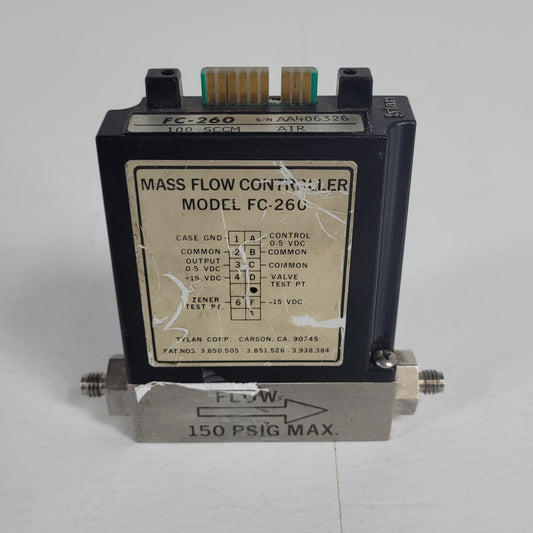 tylan
FC-260 S/N AA406326
100 SCCM AIR
MASS FLOW CONTROLLER
MODEL FC-260
CASE GND 1 A CONTROL
0-5 VDC
COMMON 2 B COMMON
OUTPUT 3 C COMMON
0-5 VDC
+15 VDC 4 D VALVE
TEST PT
ZENER 6 F -15 VDC
TEST PT.
TYLAN CORP. CARSON, CA. 90745
PAT NOS. 3,650,505 3,851,526 3,938,384
FLOW
150 PSIG MAX.